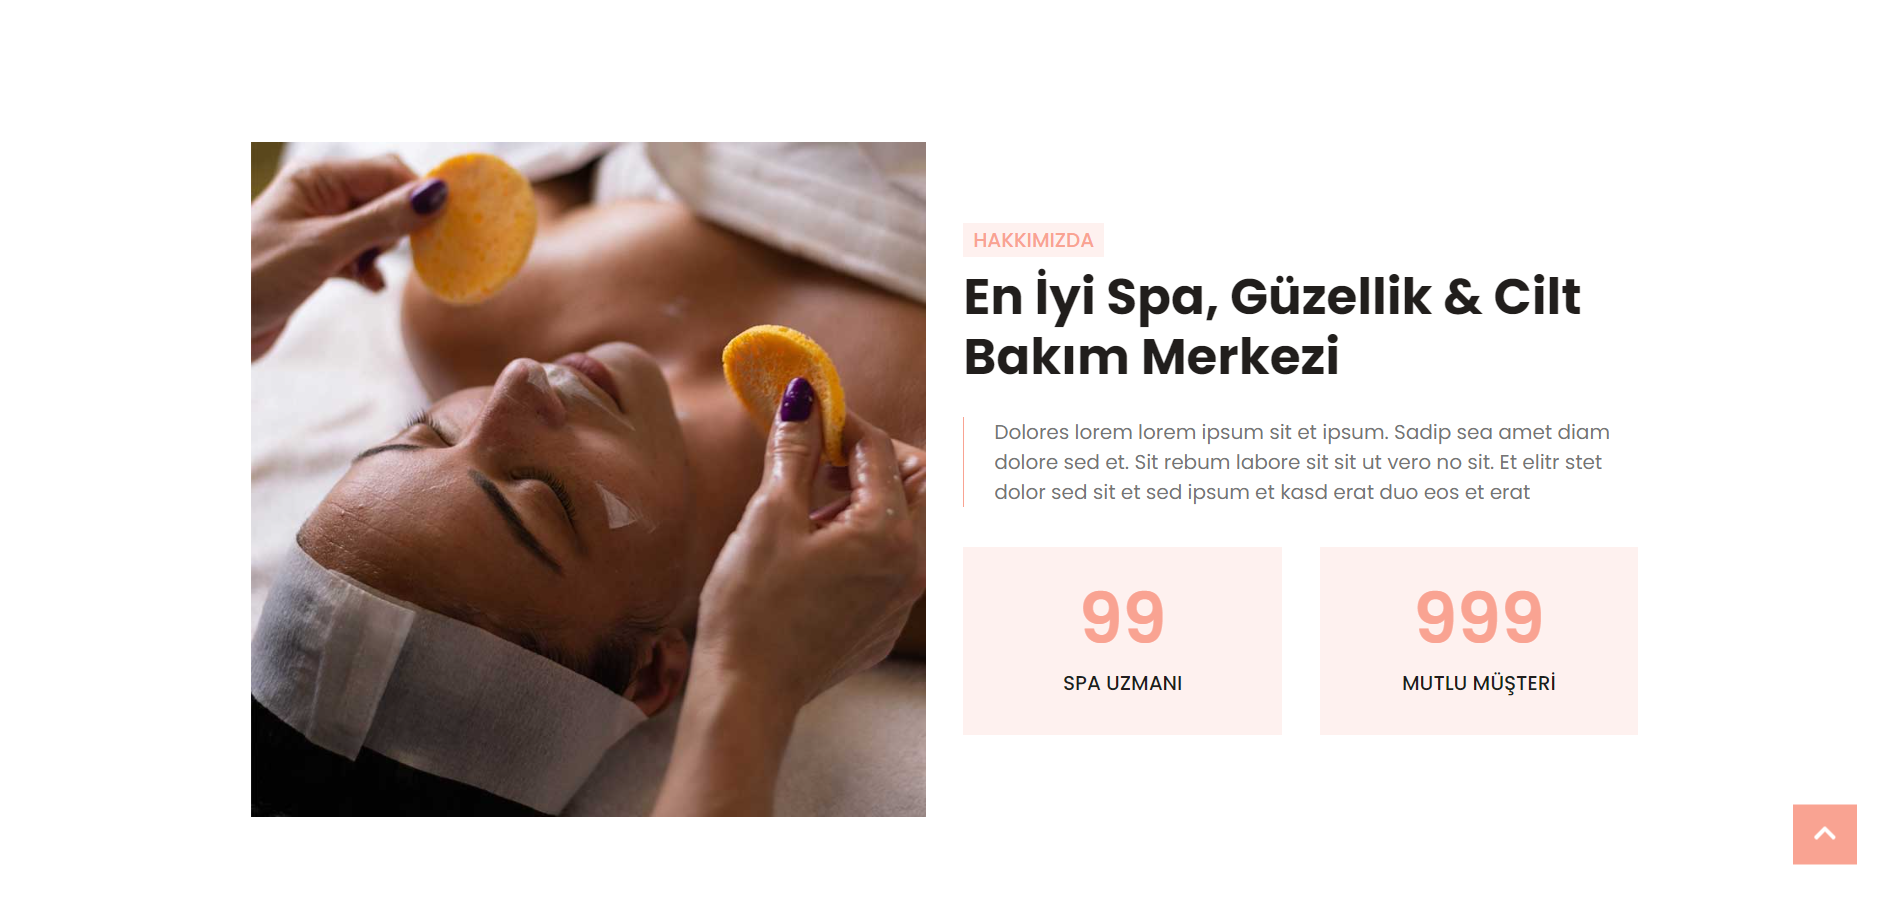 HAKKIMIZDA
En İyi Spa, Güzellik & Cilt
Bakım Merkezi
Dolores lorem lorem ipsum sit et ipsum. Sadip sea amet diam
dolore sed et. Sit rebum labore sit sit ut vero no sit. Et elitr stet
dolor sed sit et sed ipsum et kasd erat duo eos et erat
99
SPA UZMANI
999
MUTLU MÜŞTERİ